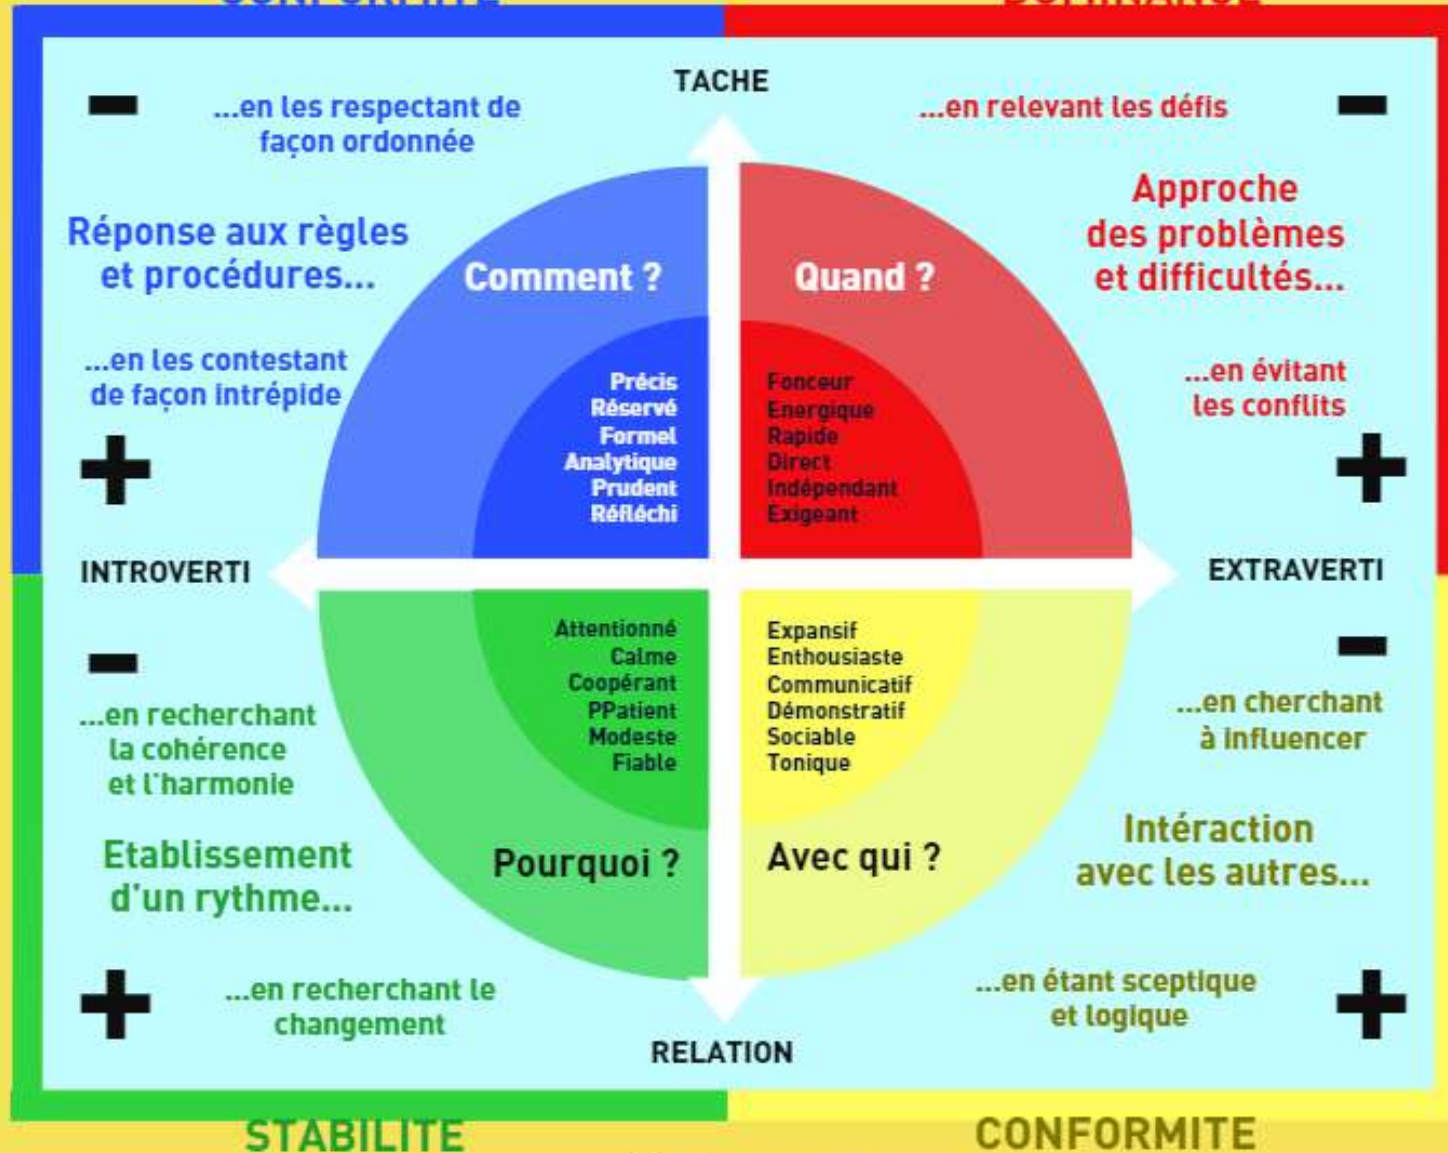 CONFORMITE
DOMINANCE
TACHE
-
...en les respectant de
façon ordonnée
...en relevant les défis
-
Réponse aux règles
et procédures...
Approche
des problèmes
et difficultés...
Comment ?
Quand ?
...en les contestant
de façon intrépide
+
...en évitant
les conflits
+
Précis
Réservé
Formel
Analytique
Prudent
Réfléchi
Fonceur
Energique
Rapide
Direct
Indépendant
Exigeant
INTROVERTI
EXTRAVERTI
-
...en recherchant
la cohérence
et l'harmonie
Attentionné
Calme
Coopérant
PPatient
Modeste
Fiable
Expansif
Enthousiaste
Communicatif
Démonstratif
Sociable
Tonique
-
...en cherchant
à influencer
Etablissement
d'un rythme...
Pourquoi ?
Avec qui ?
Intéraction
avec les autres...
+
...en recherchant le
changement
...en étant sceptique
et logique
+
RELATION
STABILITE
CONFORMITE